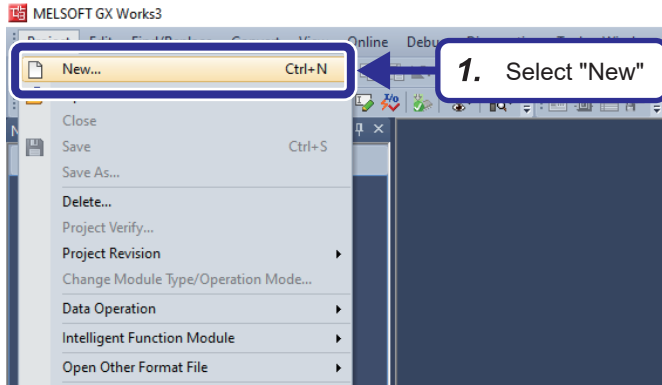 MELSOFT GX Works3
Online Debu
New... Ctrl+N
1. Select "New"
Close
Save Ctrl+S
Save As...
Delete...
Project Verify...
Project Revision
Change Module Type/Operation Mode...
Data Operation
Intelligent Function Module
Open Other Format File